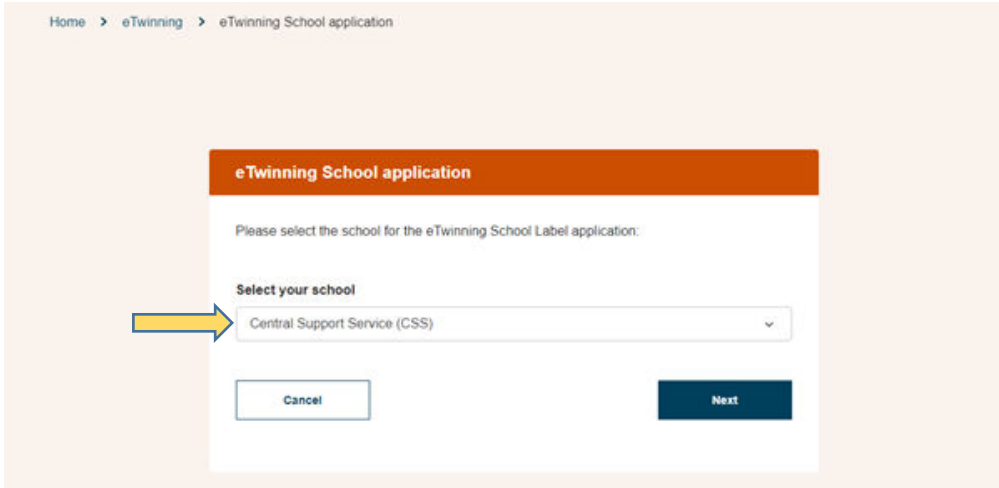 Home > eTwinning > eTwinning School application
eTwinning School application
Please select the school for the eTwinning School Label application:
Select your school
Central Support Service (CSS)
Cancel
Next